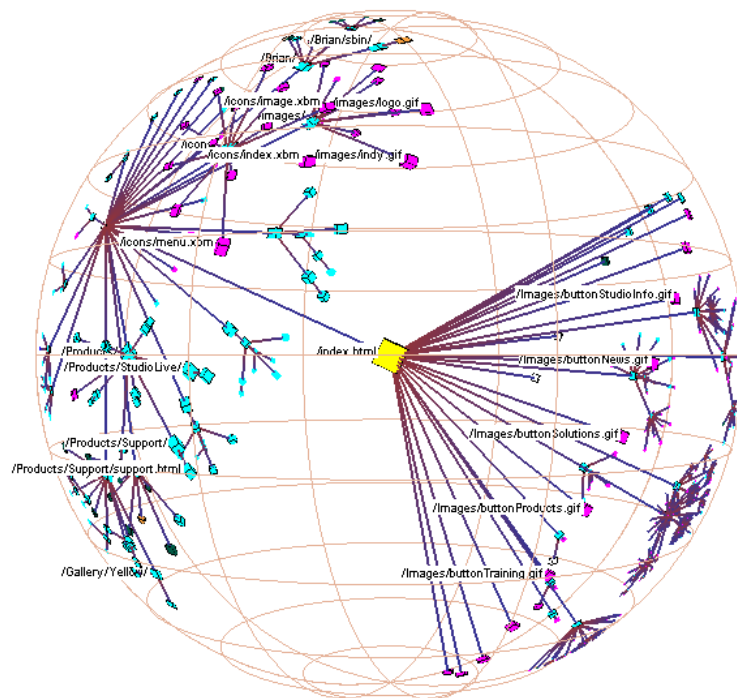 /Brian/sbin/
/Brian/
/icons/image.xbm
/images/logo.gif
/images/
/icons
/icons/index.xbm
/images/indy.gif
/icons/menu.xbm
/Images/buttonStudioInfo.gif
/index.html
/Products/
/Images/buttonNews.gif
/Products/StudioLive/
/Images/buttonSolutions.gif
/Products/Support/
/Products/Support/support.html
/Images/buttonProducts.gif
/Gallery/Yellow/
/Images/buttonTraining.gif